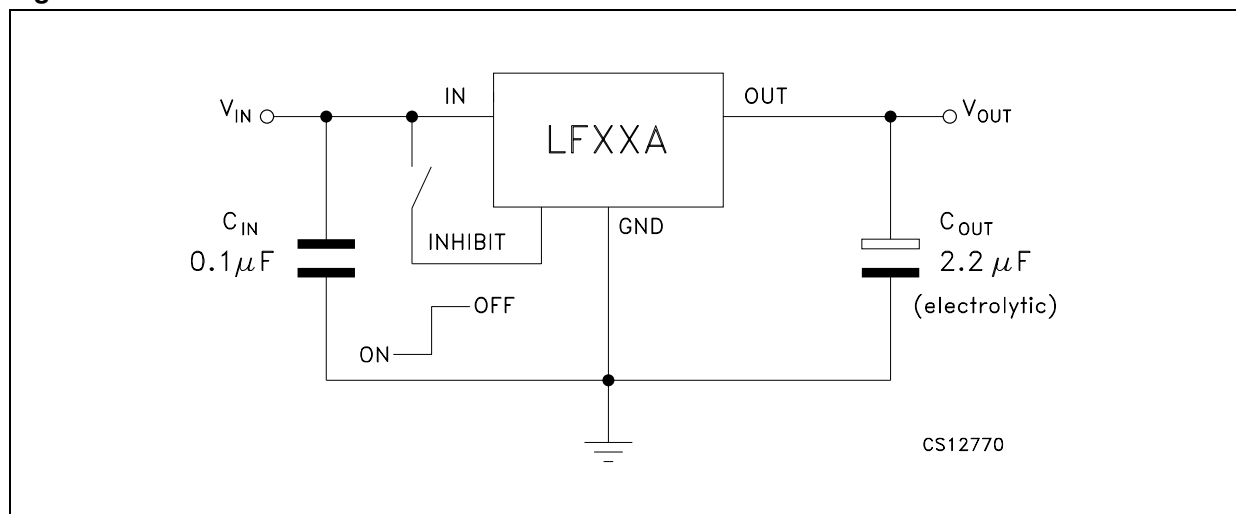 IN
OUT
V_IN
V_OUT
LFXXA
C_IN
0.1μF
INHIBIT
GND
C_OUT
2.2 μF
(electrolytic)
OFF
ON
CS12770